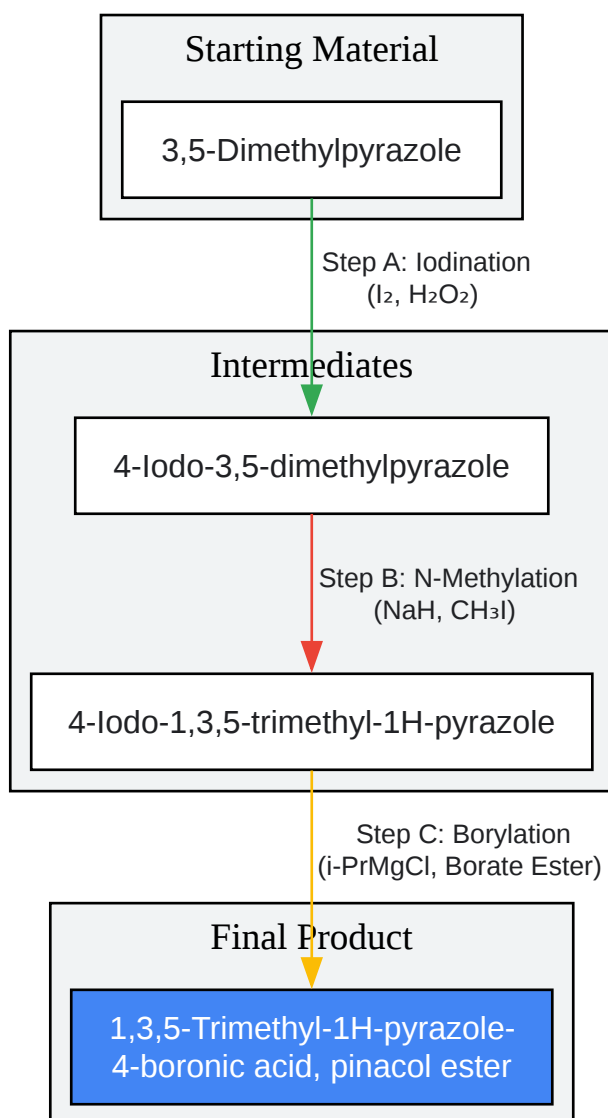 Starting Material
3,5-Dimethylpyrazole
Step A: Iodination
(I₂, H₂O₂)
Intermediates
4-Iodo-3,5-dimethylpyrazole
Step B: N-Methylation
(NaH, CH₃I)
4-Iodo-1,3,5-trimethyl-1H-pyrazole
Step C: Borylation
(i-PrMgCl, Borate Ester)
Final Product
1,3,5-Trimethyl-1H-pyrazole-
4-boronic acid, pinacol ester